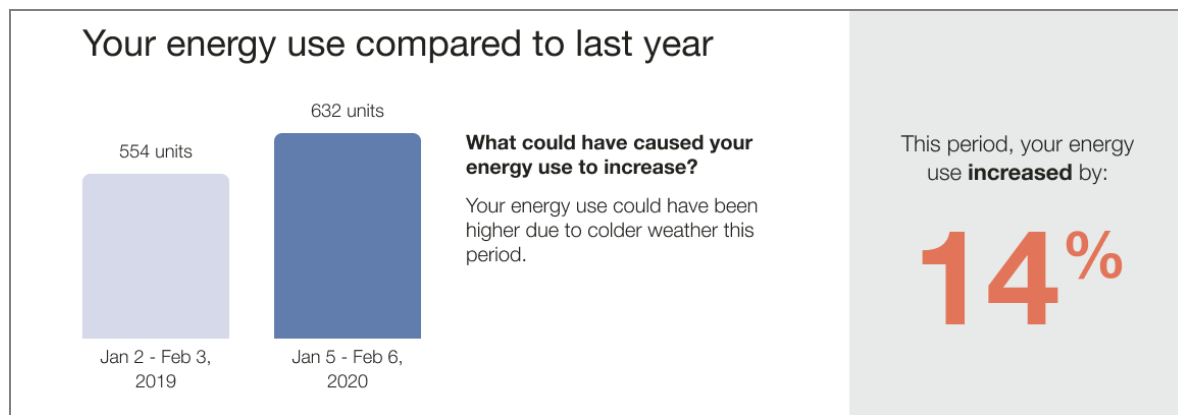 Your energy use compared to last year
632 units
554 units
What could have caused your
energy use to increase?
Your energy use could have been
higher due to colder weather this
period.
Jan 2 - Feb 3,
2019
Jan 5 - Feb 6,
2020
This period, your energy
use increased by:
14%